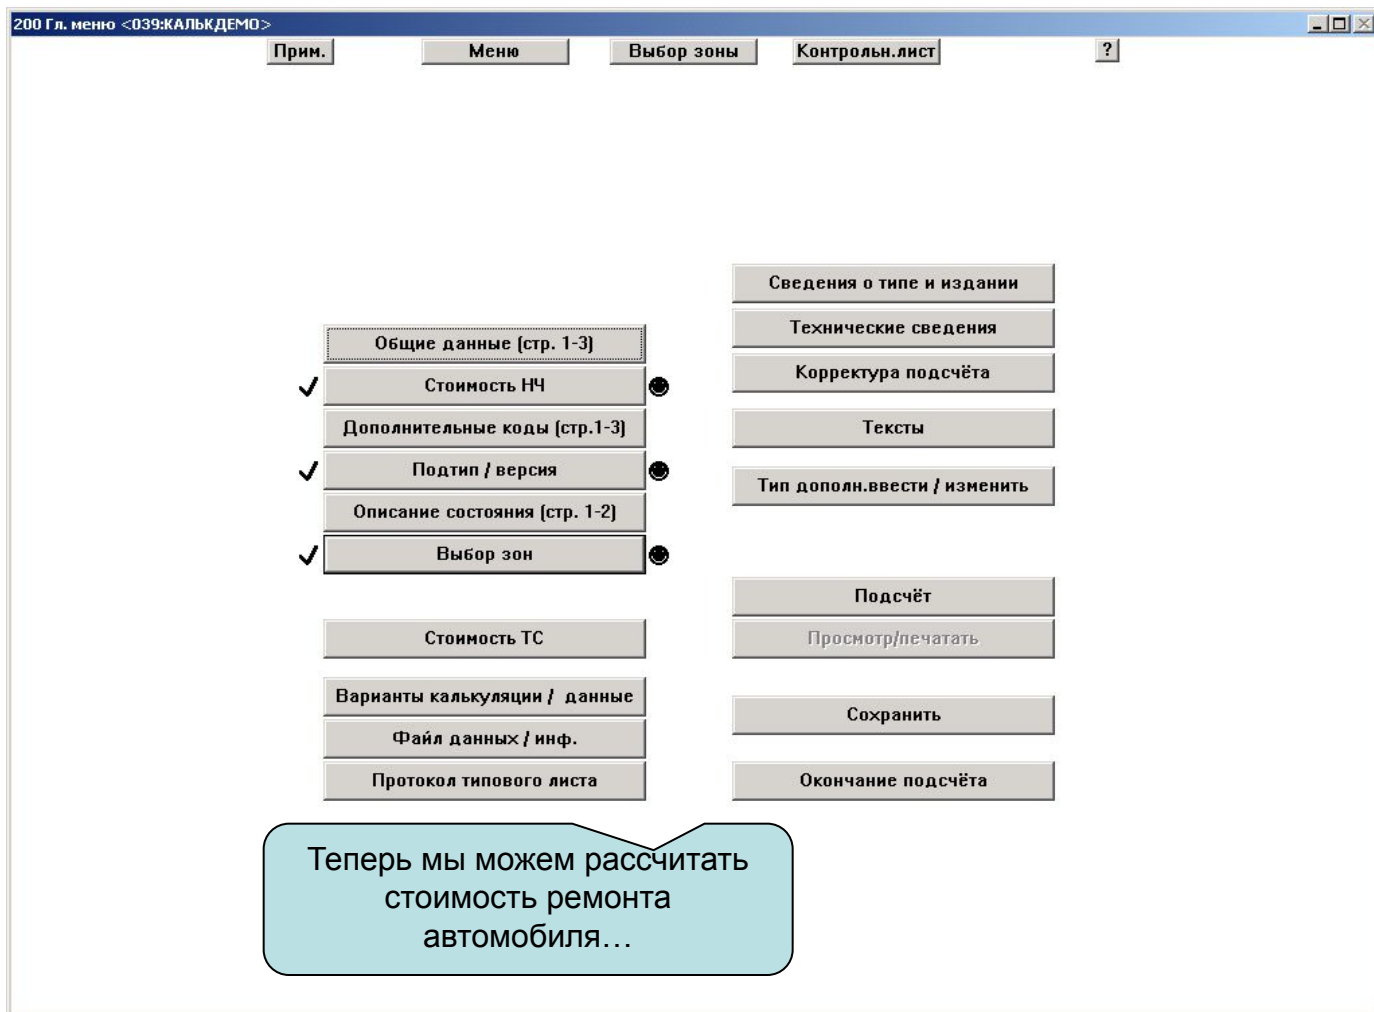 200 Гл. меню <039:КАЛЬКДЕМО>
Прим.
Меню
Выбор зоны
Контрольн.лист
?
Общие данные (стр. 1-3)
Стоимость НЧ
Дополнительные коды (стр.1-3)
Подтип / версия
Описание состояния (стр. 1-2)
Выбор зон
Стоимость ТС
Варианты калькуляции / данные
Файл данных / инф.
Протокол типового листа
Сведения о типе и издании
Технические сведения
Корректура подсчёта
Тексты
Тип дополн.ввести / изменить
Подсчёт
Просмотр/печатать
Сохранить
Окончание подсчёта
Теперь мы можем рассчитать
стоимость ремонта
автомобиля…